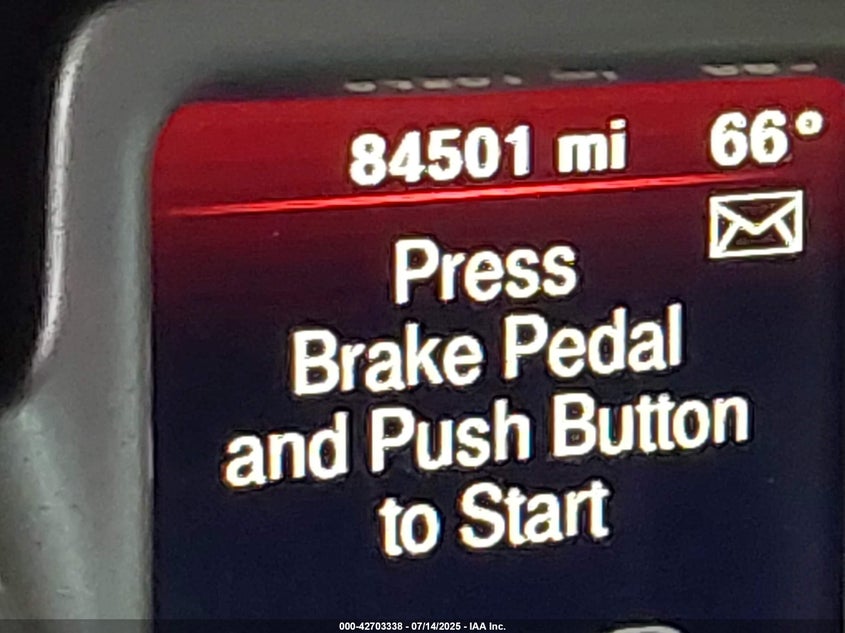 84501 mi 66°
Press
Brake Pedal
and Push Button
to Start
000-42703338 - 07/14/2025 - IAA Inc.